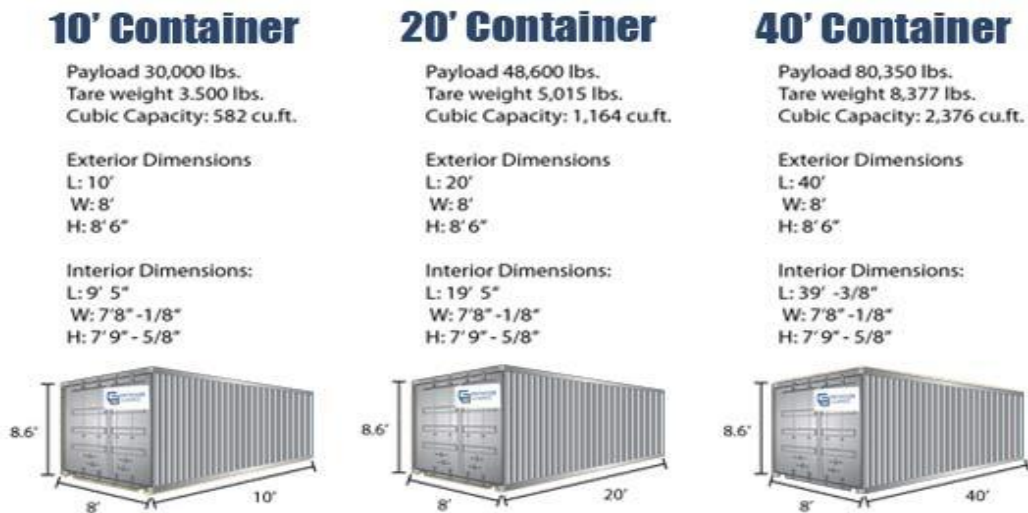 10' Container
Payload 30,000 lbs.
Tare weight 3.500 lbs.
Cubic Capacity: 582 cu.ft.
Exterior Dimensions
L: 10'
W: 8'
H: 8' 6"
Interior Dimensions:
L: 9' 5"
W: 7'8" -1/8"
H: 7'9" - 5/8"
8.6'
8'
10'
20' Container
Payload 48,600 lbs.
Tare weight 5,015 lbs.
Cubic Capacity: 1,164 cu.ft.
Exterior Dimensions
L: 20'
W: 8'
H: 8' 6"
Interior Dimensions:
L: 19' 5"
W: 7'8" -1/8"
H: 7'9" - 5/8"
8.6'
8'
20'
40' Container
Payload 80,350 lbs.
Tare weight 8,377 lbs.
Cubic Capacity: 2,376 cu.ft.
Exterior Dimensions
L: 40'
W: 8'
H: 8' 6"
Interior Dimensions:
L: 39' -3/8"
W: 7'8" -1/8"
H: 7'9" - 5/8"
8.6'
8'
40'